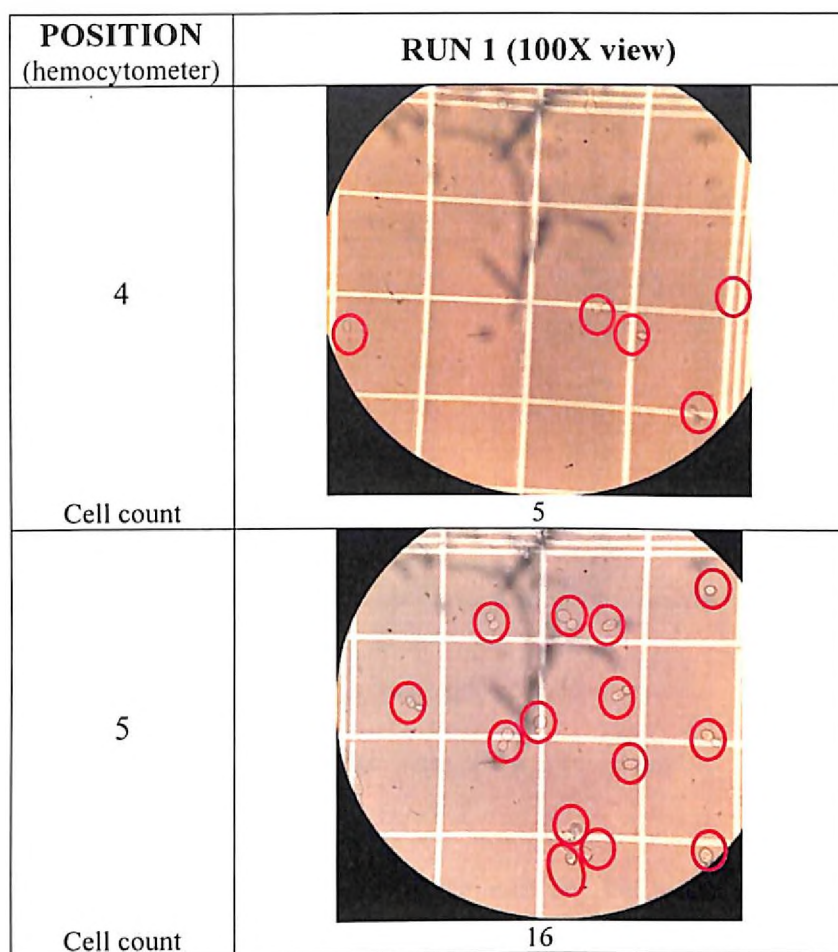 POSITION
(hemocytometer)
RUN 1 (100X view)
4
Cell count
5
5
Cell count
16